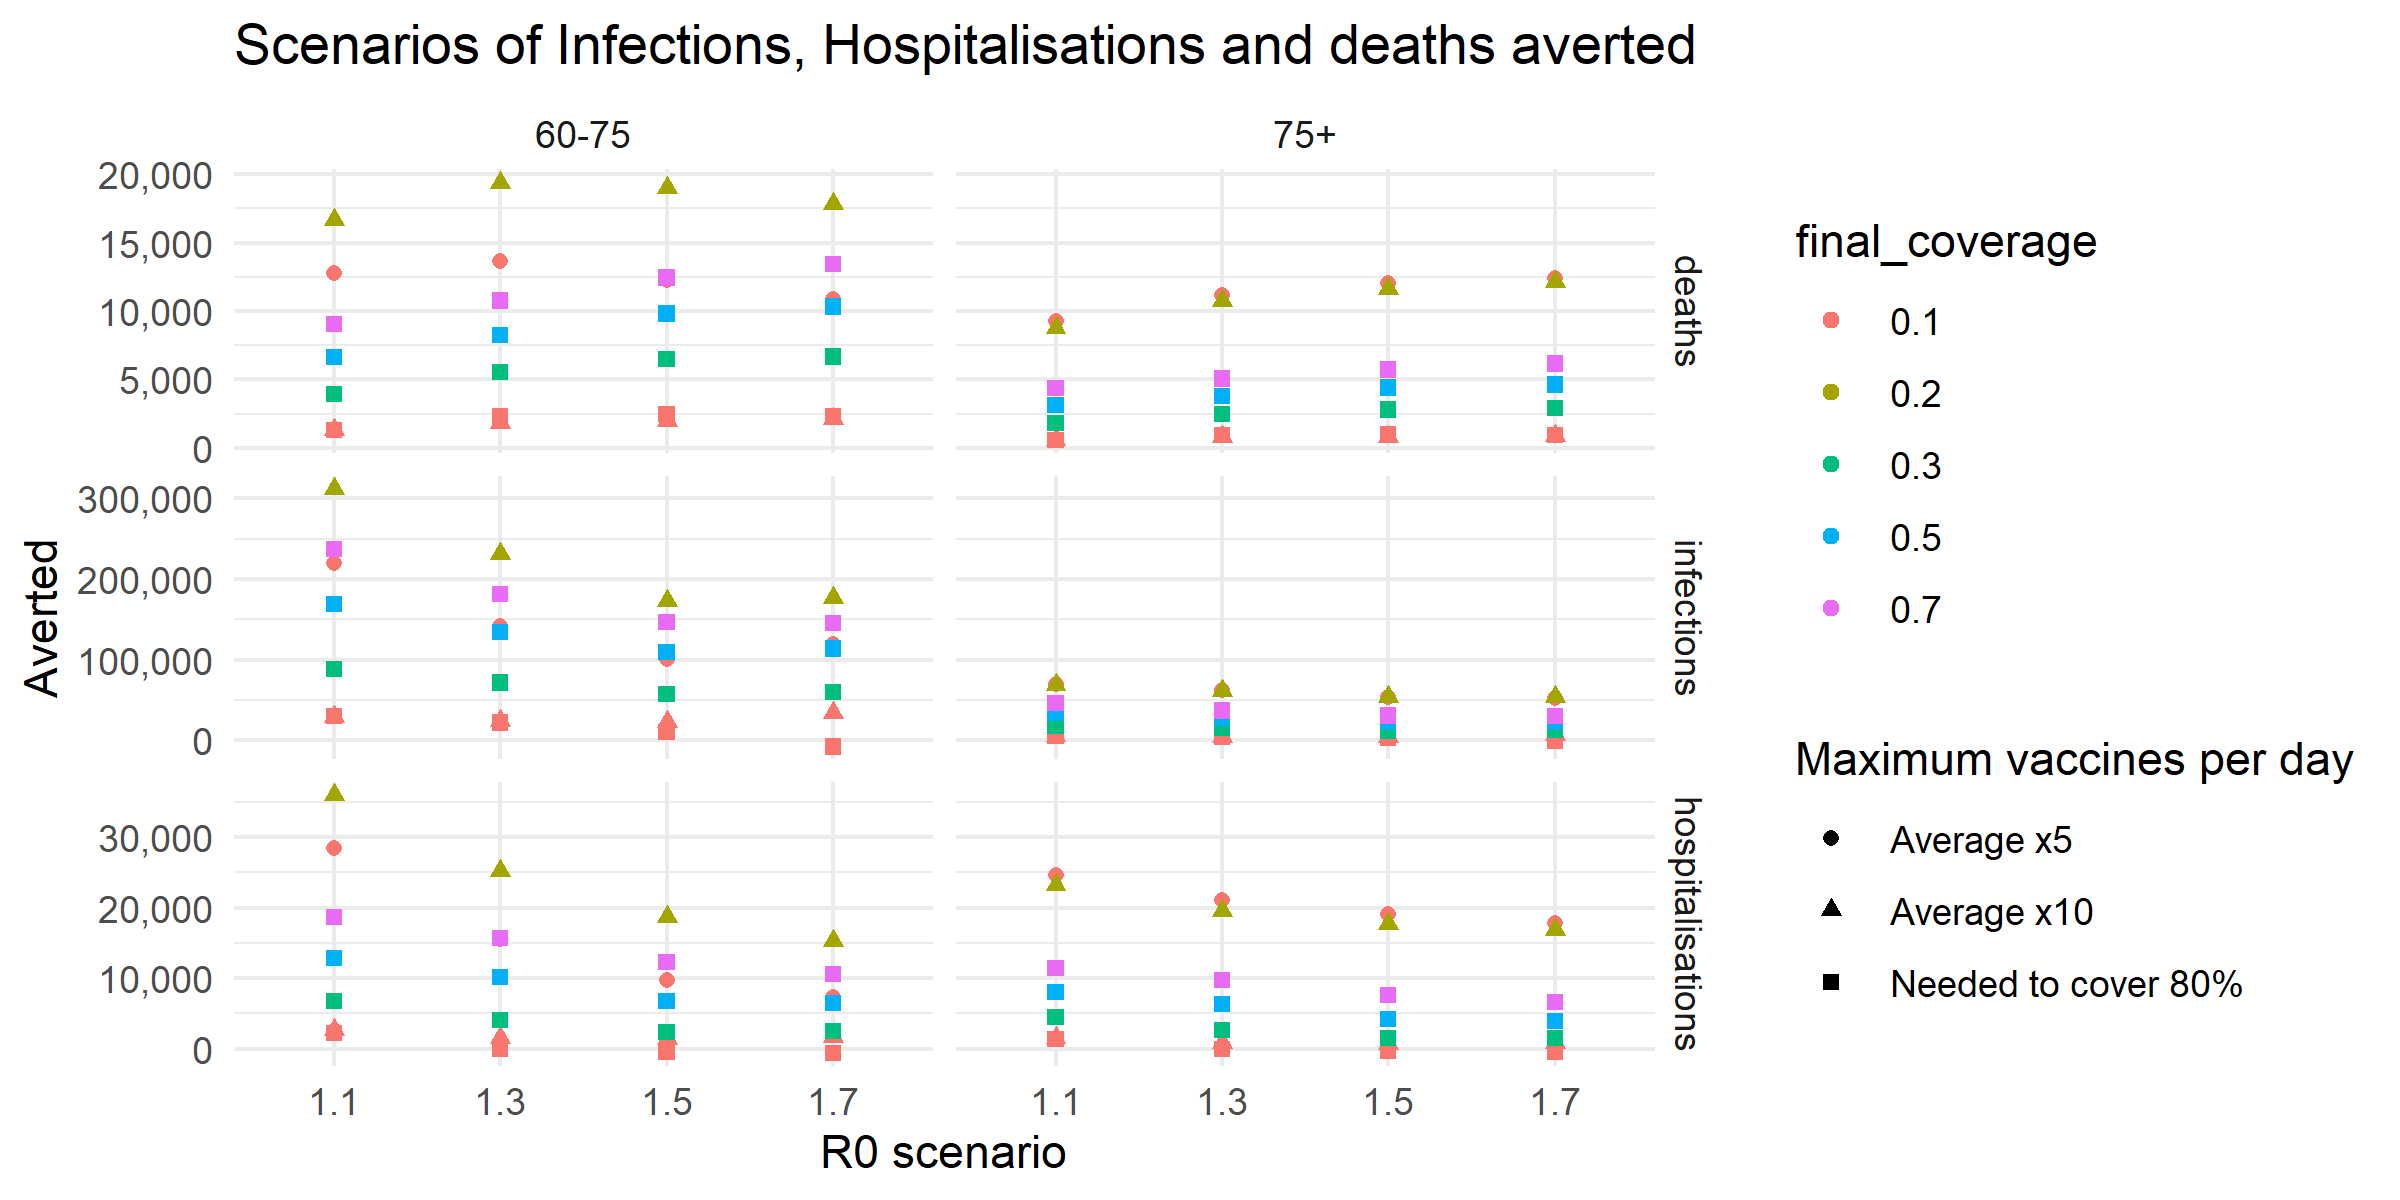 Scenarios of Infections, Hospitalisations and deaths averted
60-75
75+
20,000
15,000
10,000
5,000
0
deaths
300,000
200,000
100,000
0
infections
30,000
20,000
10,000
0
hospitalisations
Averted
1.1 1.3 1.5 1.7
1.1 1.3 1.5 1.7
R0 scenario
final_coverage
0.1
0.2
0.3
0.5
0.7
Maximum vaccines per day
Average x5
Average x10
Needed to cover 80%